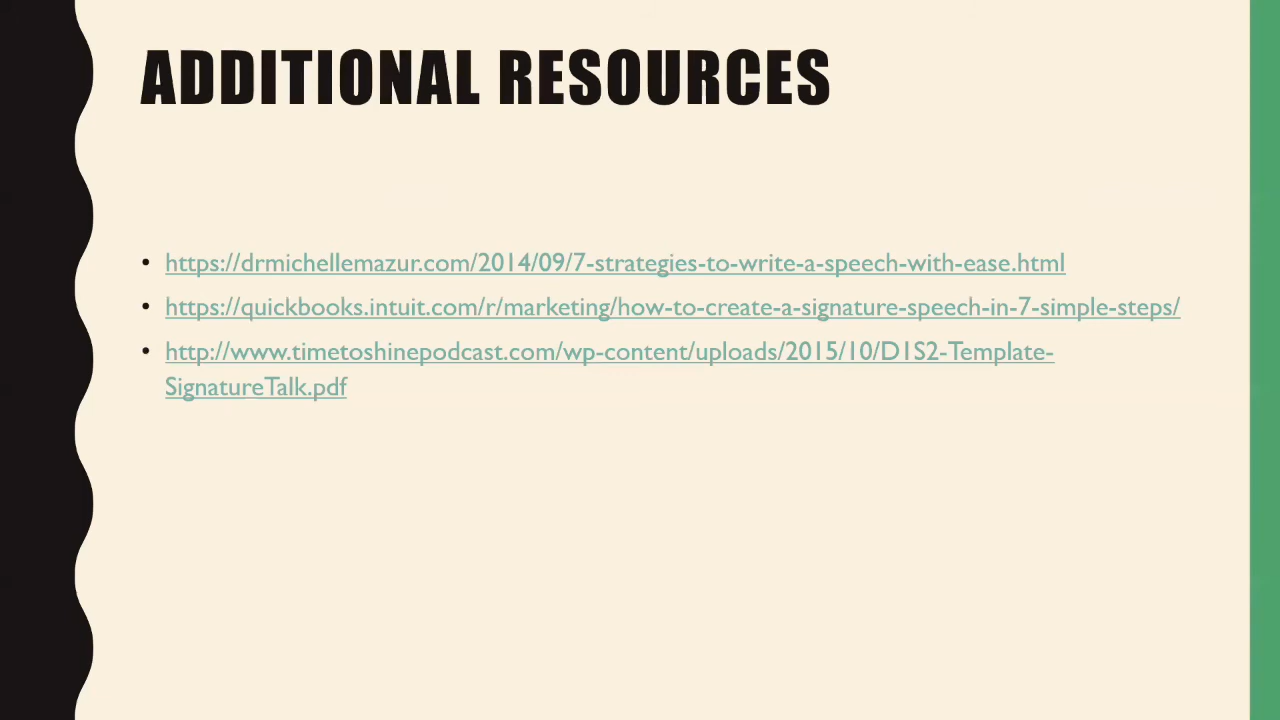 ADDITIONAL RESOURCES
• https://drmichellemazur.com/2014/09/7-strategies-to-write-a-speech-with-ease.html
• https://quickbooks.intuit.com/r/marketing/how-to-create-a-signature-speech-in-7-simple-steps/
• http://www.timetoshinepodcast.com/wp-content/uploads/2015/10/D1S2-Template-
SignatureTalk.pdf